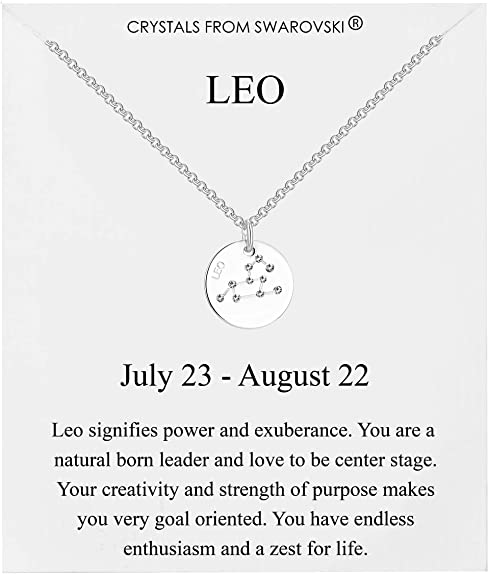 CRYSTALS FROM SWAROVSKI®
LEO
LEO
July 23 - August 22
Leo signifies power and exuberance. You are a
natural born leader and love to be center stage.
Your creativity and strength of purpose makes
you very goal oriented. You have endless
enthusiasm and a zest for life.